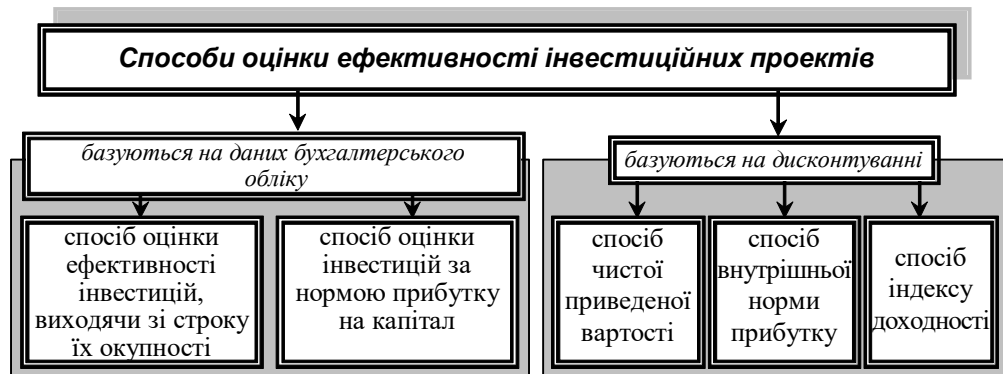 Способи оцінки ефективності інвестиційних проектів
базуються на даних бухгалтерського
обліку
базуються на дисконтуванні
спосіб оцінки
ефективності
інвестицій,
виходячи зі строку
їх окупності
спосіб оцінки
інвестицій за
нормою прибутку
на капітал
спосіб
чистої
приведеної
вартості
спосіб
внутрішньої
норми
прибутку
спосіб
індексу
доходності